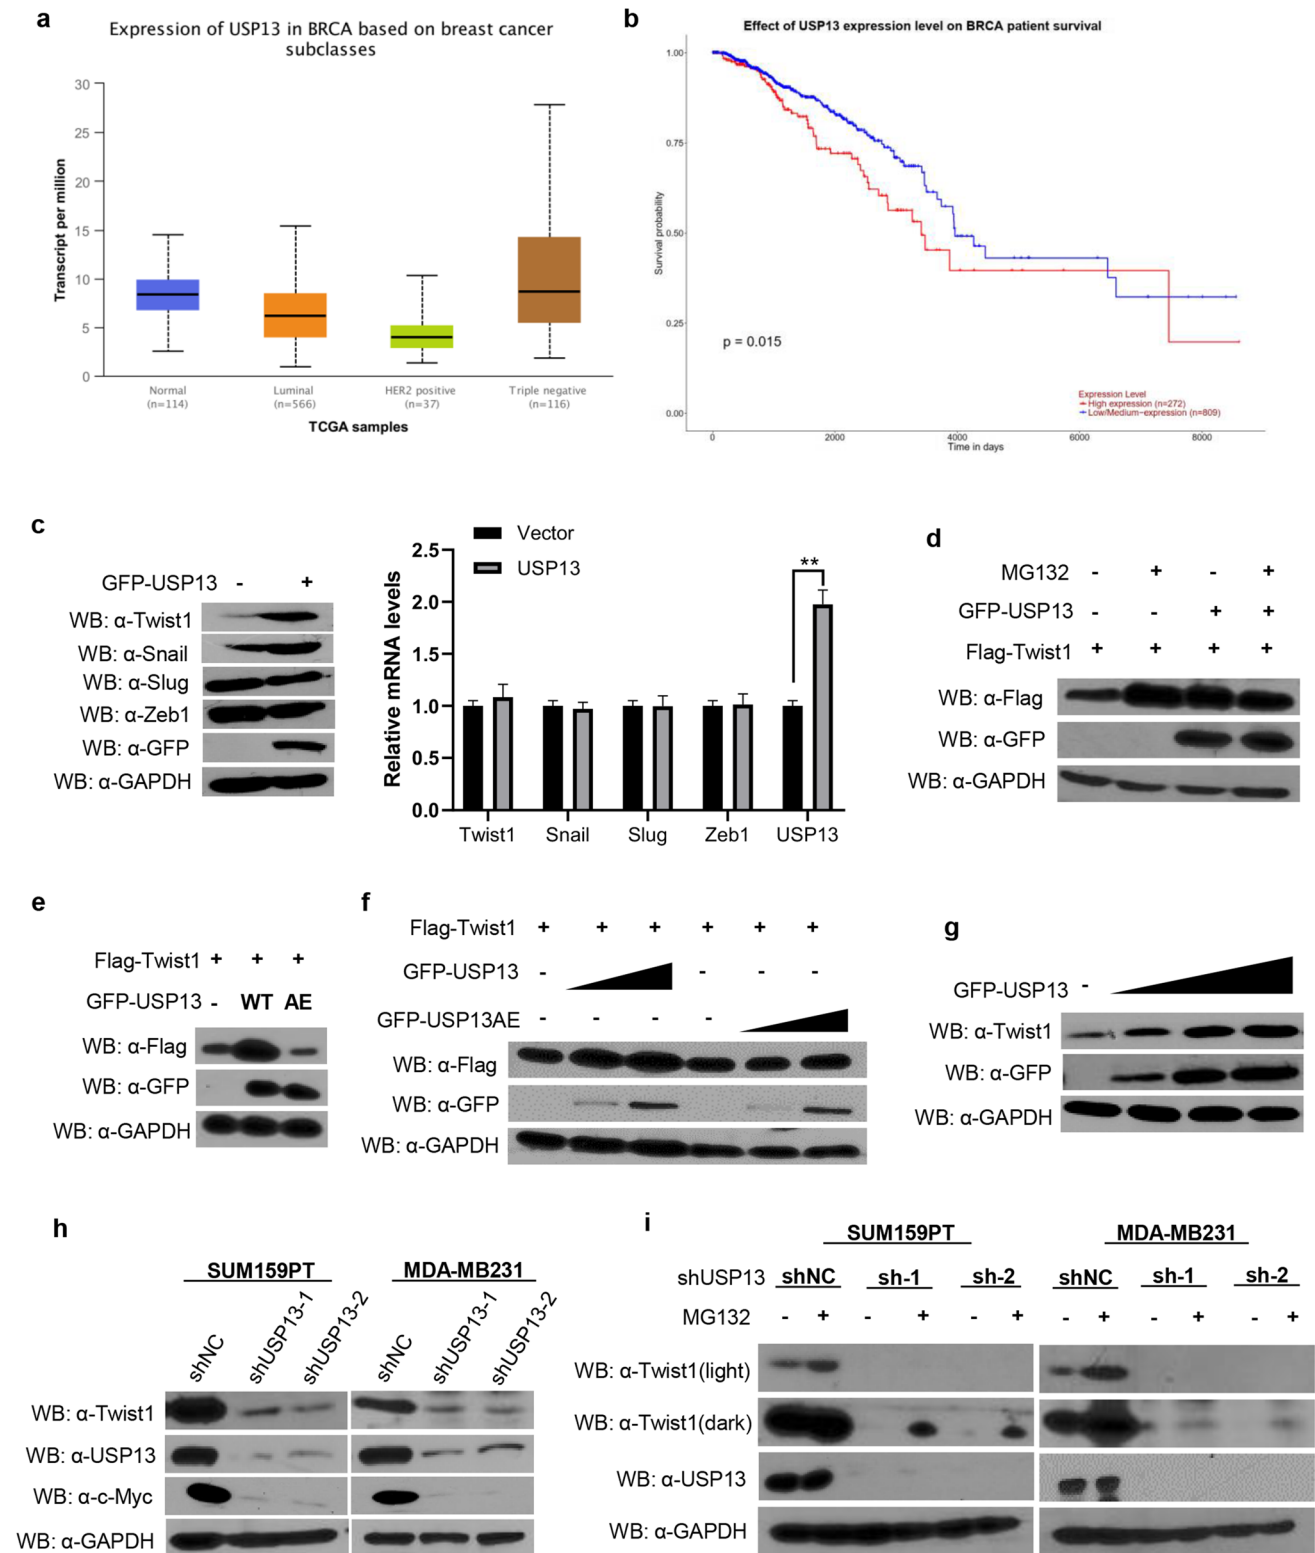 a
Expression of USP13 in BRCA based on breast cancer
subclasses
Transcript per million
30
25
20
15
10
5
0
Normal
(n=114)
Luminal
(n=566)
HER2 positive
(n=37)
Triple negative
(n=116)
TCGA samples
b
Effect of USP13 expression level on BRCA patient survival
Survival probability
1.00
0.75
0.50
0.25
0.00
p = 0.015
Expression Level
High expression (n=272)
Low/Medium-expression (n=809)
0 2000 4000 6000 8000
Time in days
c
GFP-USP13 - +
WB: α-Twist1
WB: α-Snail
WB: α-Slug
WB: α-Zeb1
WB: α-GFP
WB: α-GAPDH
Vector
USP13
Relative mRNA levels
2.5
2.0
1.5
1.0
0.5
0.0
**
Twist1 Snail Slug Zeb1 USP13
d
MG132 - + - +
GFP-USP13 - - + +
Flag-Twist1 + + + +
WB: α-Flag
WB: α-GFP
WB: α-GAPDH
e
Flag-Twist1 + + +
GFP-USP13 - WT AE
WB: α-Flag
WB: α-GFP
WB: α-GAPDH
f
Flag-Twist1 + + + + + +
GFP-USP13 - - - -
GFP-USP13AE - - - -
WB: α-Flag
WB: α-GFP
WB: α-GAPDH
g
GFP-USP13 -
WB: α-Twist1
WB: α-GFP
WB: α-GAPDH
h
SUM159PT MDA-MB231
shNC shUSP13-1 shUSP13-2 shNC shUSP13-1 shUSP13-2
WB: α-Twist1
WB: α-USP13
WB: α-c-Myc
WB: α-GAPDH
i
SUM159PT MDA-MB231
shUSP13 shNC sh-1 sh-2 shNC sh-1 sh-2
MG132 - + - + - + - + - + - +
WB: α-Twist1(light)
WB: α-Twist1(dark)
WB: α-USP13
WB: α-GAPDH